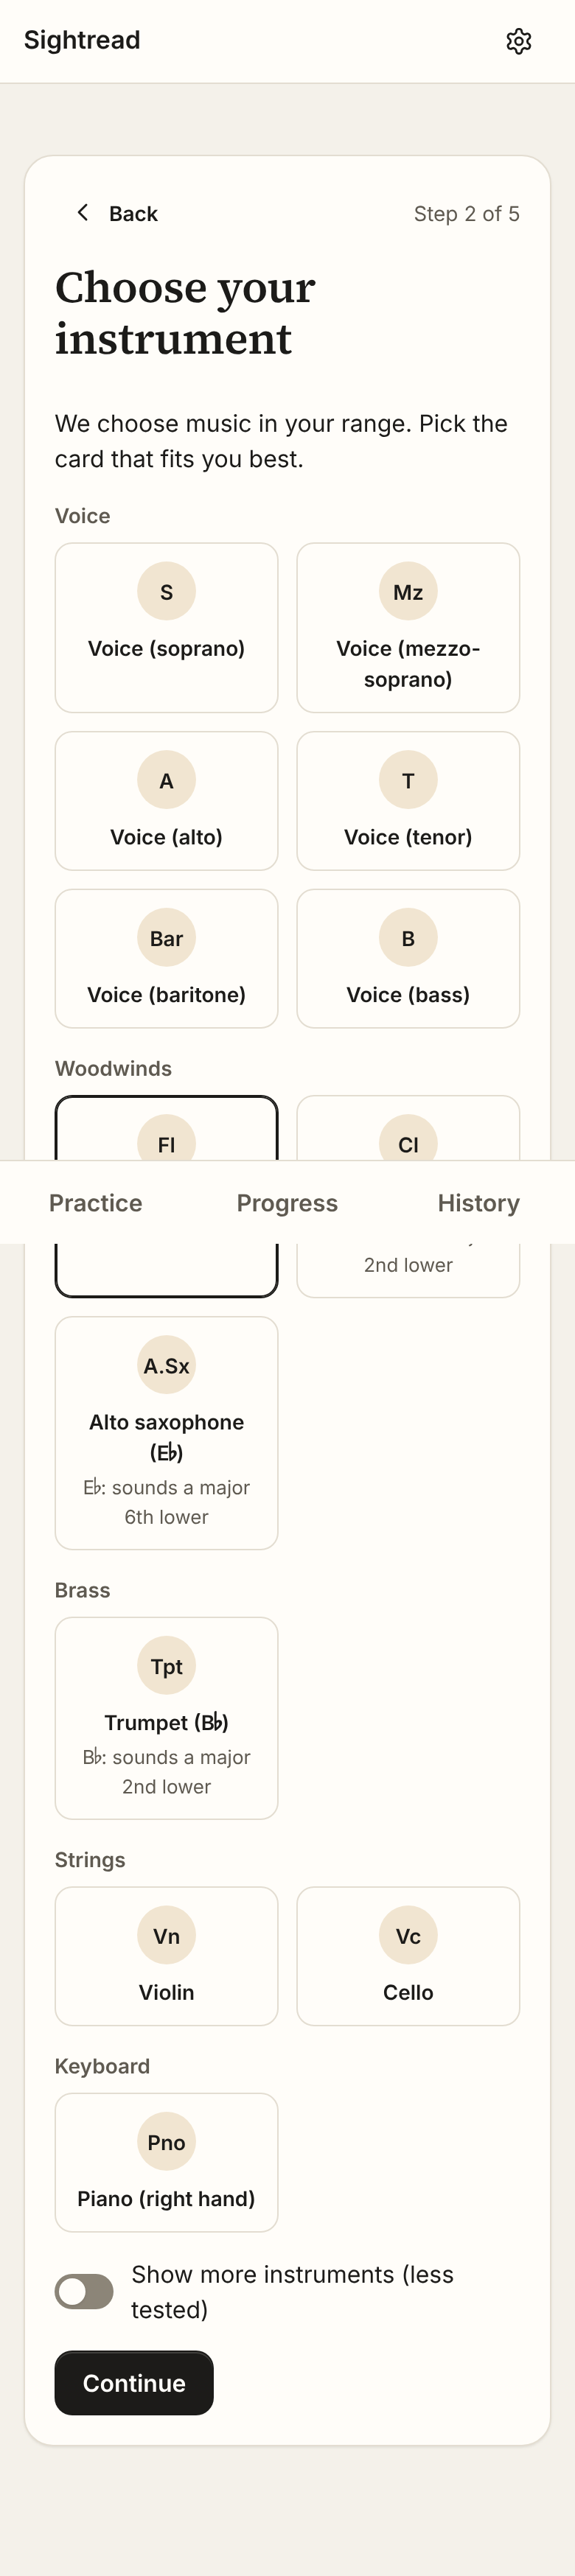 Sightread
Back
Step 2 of 5
Choose your
instrument
We choose music in your range. Pick the
card that fits you best.
Voice
S
Voice (soprano)
Mz
Voice (mezzo-
soprano)
A
Voice (alto)
T
Voice (tenor)
Bar
Voice (baritone)
B
Voice (bass)
Woodwinds
Fl
Cl
Practice
Progress
History
2nd lower
A.Sx
Alto saxophone
(E♭)
E♭: sounds a major
6th lower
Brass
Tpt
Trumpet (B♭)
B♭: sounds a major
2nd lower
Strings
Vn
Violin
Vc
Cello
Keyboard
Pno
Piano (right hand)
Show more instruments (less
tested)
Continue